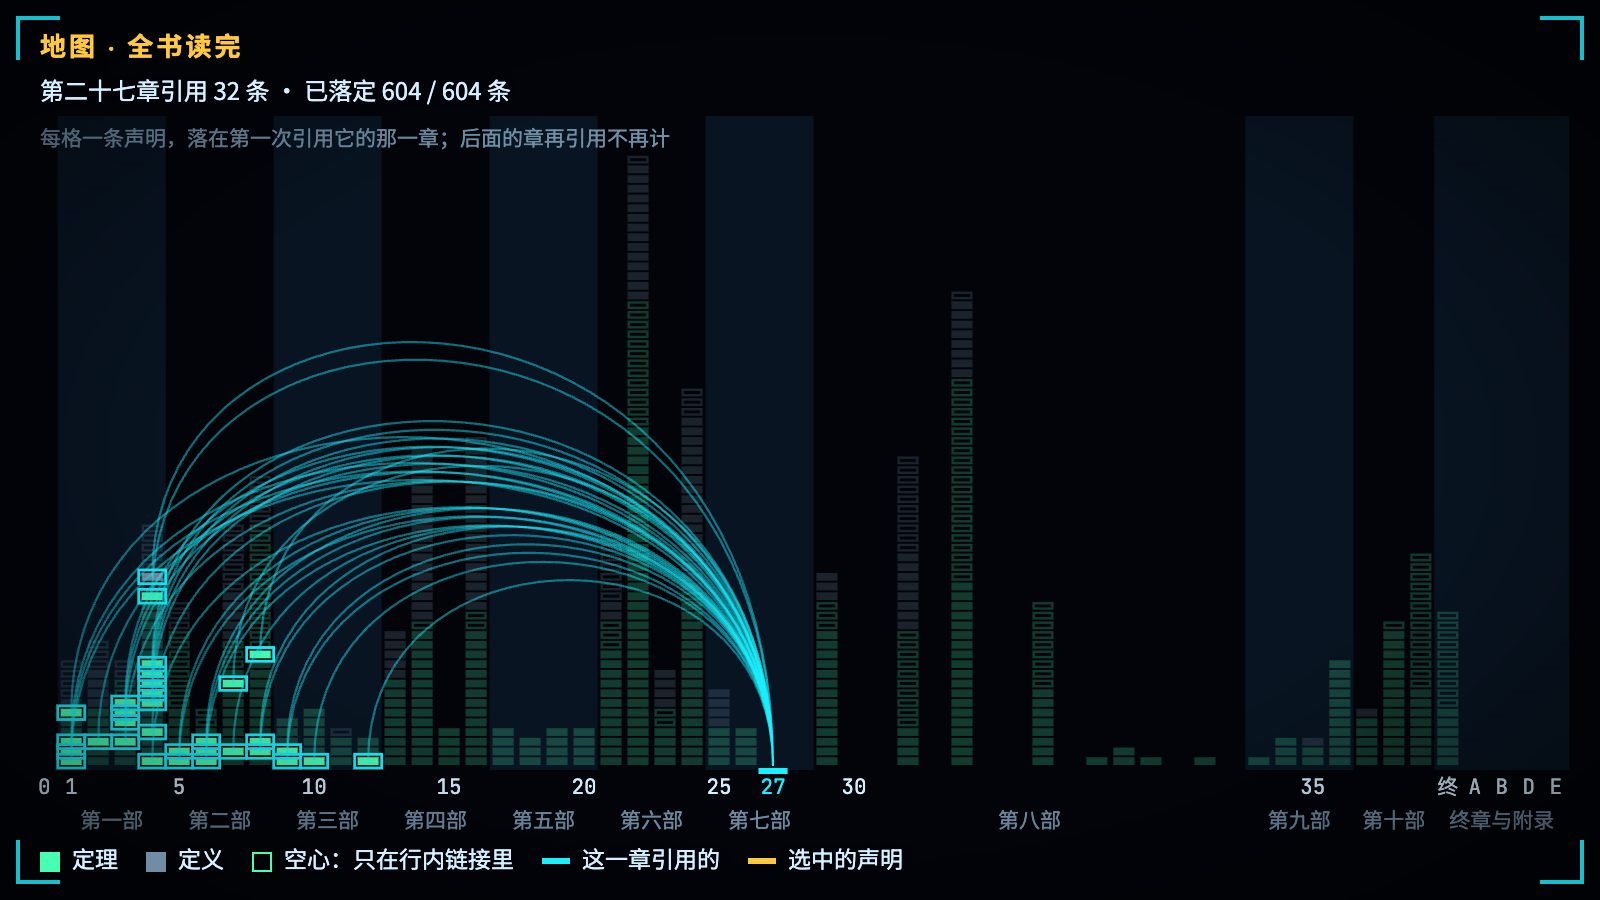 地图 · 全书读完
第二十七章引用 32 条 · 已落定 604 / 604 条
每格一条声明，落在第一次引用它的那一章；后面的章再引用不再计
0 1 5 10 15 20 25 27 30 35 终 A B D E
第一部 第二部 第三部 第四部 第五部 第六部 第七部 第八部 第九部 第十部 终章与附录
定理 定义 空心：只在行内链接里 这一章引用的 选中的声明